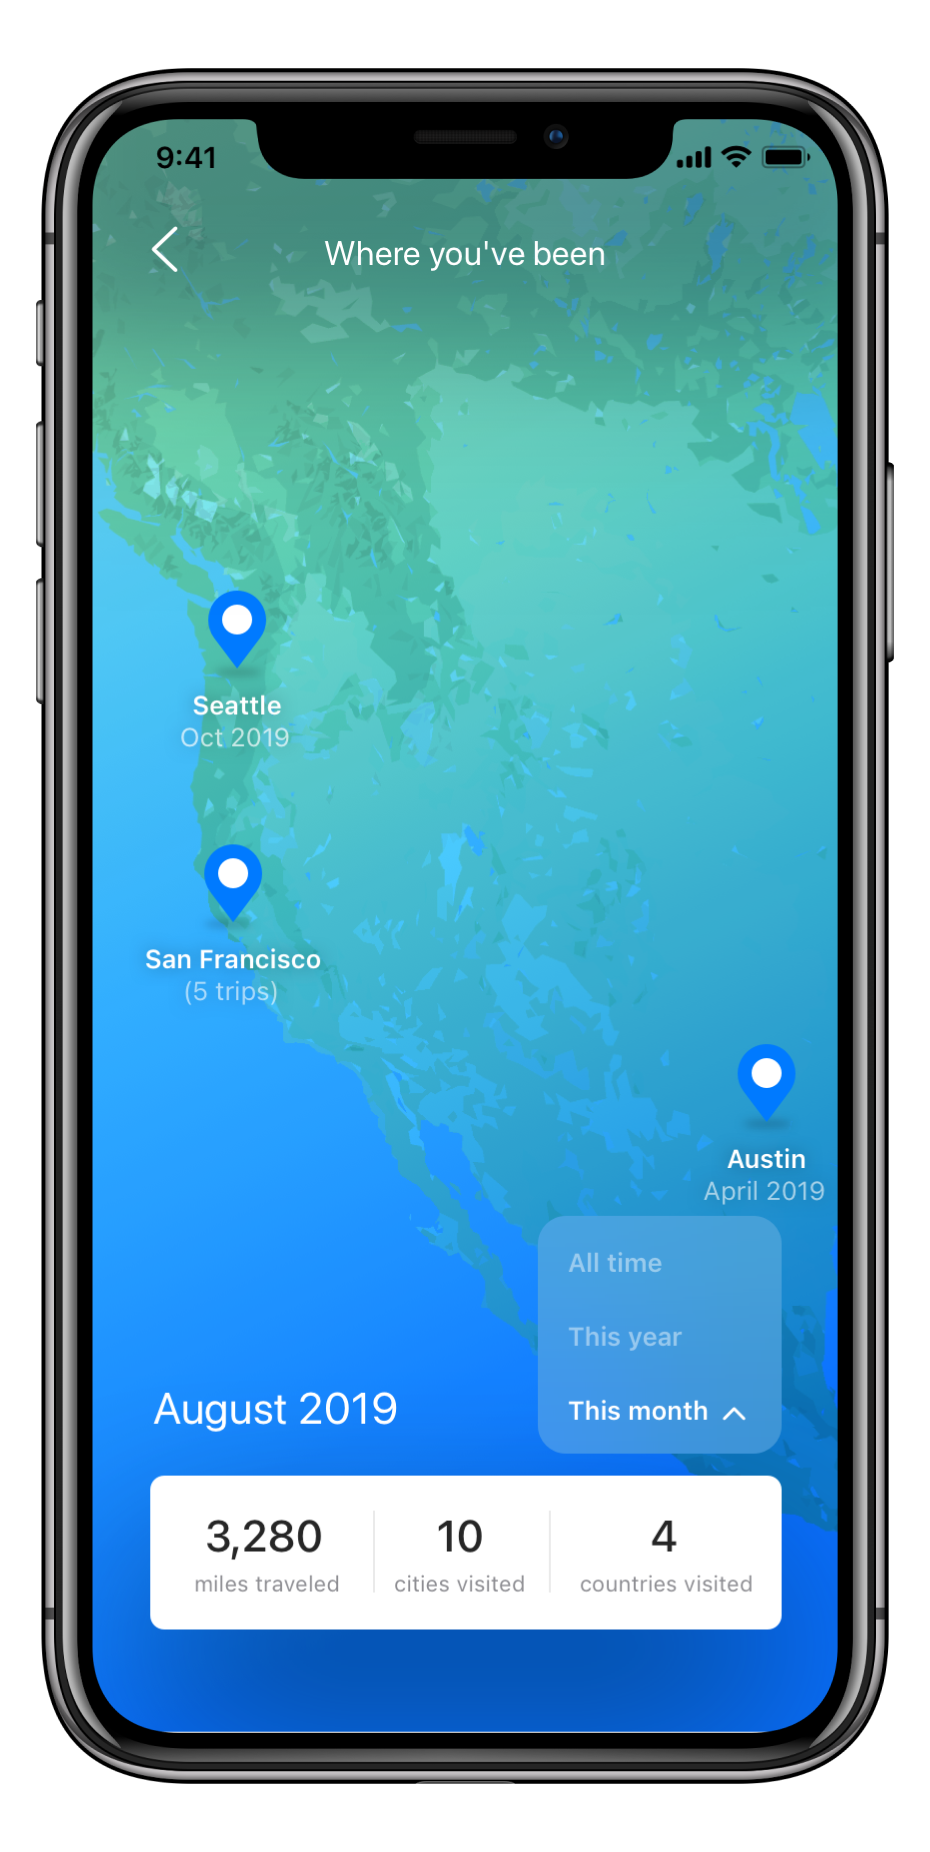 9:41
Where you've been
Seattle
Oct 2019
San Francisco
(5 trips)
Austin
April 2019
All time
This year
This month
August 2019
3,280
miles traveled
10
cities visited
4
countries visited